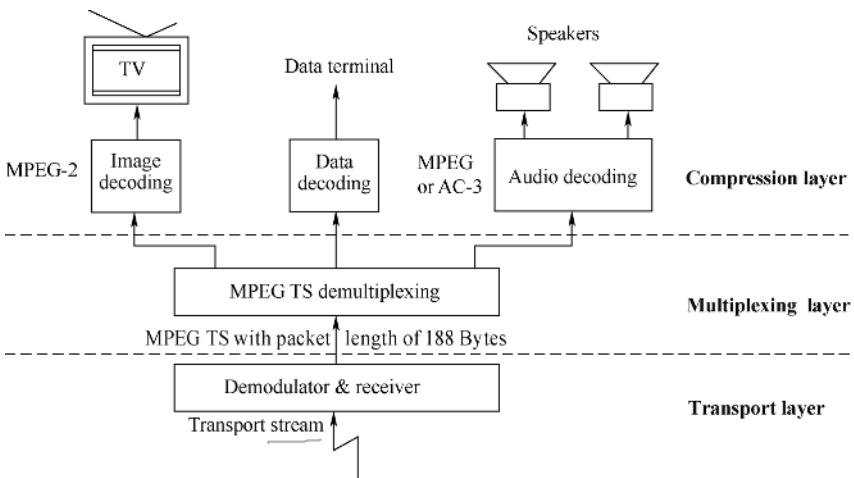 Speakers
TV
Data terminal
MPEG-2
Image
decoding
Data
decoding
MPEG
or AC-3
Audio decoding
Compression layer
MPEG TS demultiplexing
Multiplexing layer
MPEG TS with packet length of 188 Bytes
Demodulator & receiver
Transport layer
Transport stream